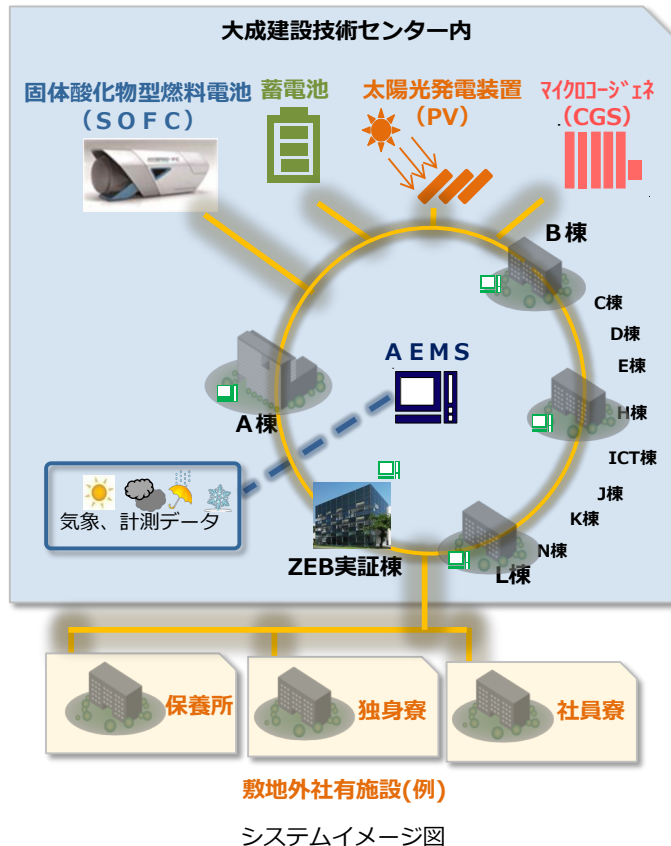 大成建設技術センター内
固体酸化物型燃料電池
(SOFC)
蓄電池
太陽光発電装置
(PV)
マイクロコージェネ
(CGS)
B棟
C棟
D棟
E棟
AEMS
H棟
A棟
ICT棟
J棟
気象、計測データ
K棟
N棟
ZEB実証棟
L棟
保養所
独身寮
社員寮
敷地外社有施設(例)
システムイメージ図